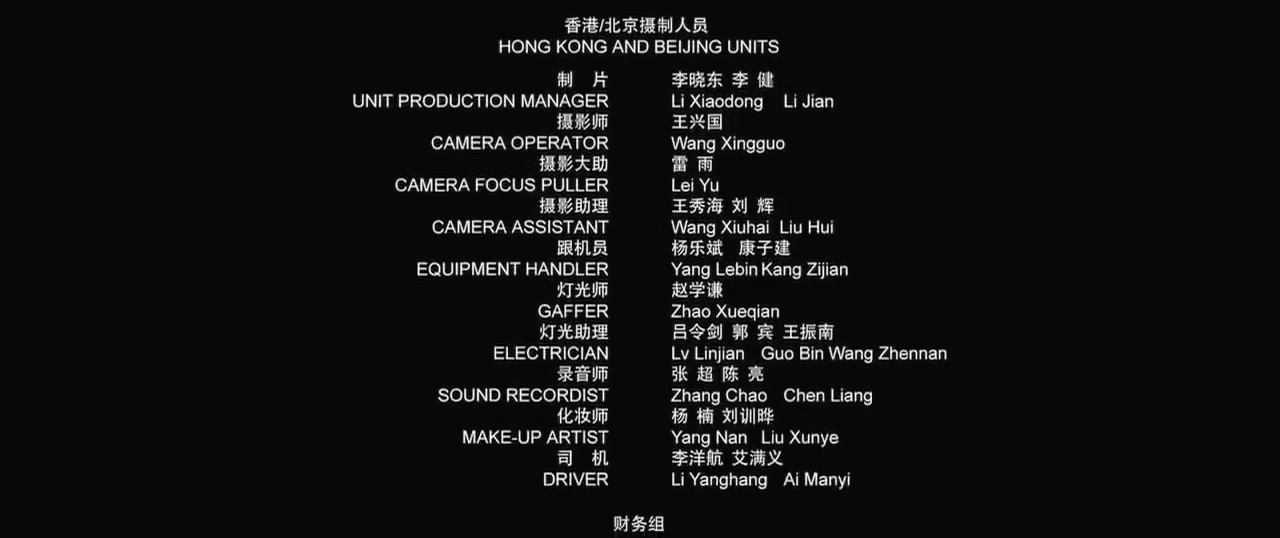 香港/北京摄制人员
HONG KONG AND BEIJING UNITS
制 片 李晓东 李 健
UNIT PRODUCTION MANAGER Li Xiaodong Li Jian
摄影师 王兴国
CAMERA OPERATOR Wang Xingguo
摄影大助 雷 雨
CAMERA FOCUS PULLER Lei Yu
摄影助理 王秀海 刘 辉
CAMERA ASSISTANT Wang Xiuhai Liu Hui
跟机员 杨乐斌 康子建
EQUIPMENT HANDLER Yang Lebin Kang Zijian
灯光师 赵学谦
GAFFER Zhao Xueqian
灯光助理 吕令剑 郭 宾 王振南
ELECTRICIAN Lv Linjian Guo Bin Wang Zhennan
录音师 张 超 陈 亮
SOUND RECORDIST Zhang Chao Chen Liang
化妆师 杨 楠 刘训晔
MAKE-UP ARTIST Yang Nan Liu Xunye
司 机 李洋航 艾满义
DRIVER Li Yanghang Ai Manyi
财务组